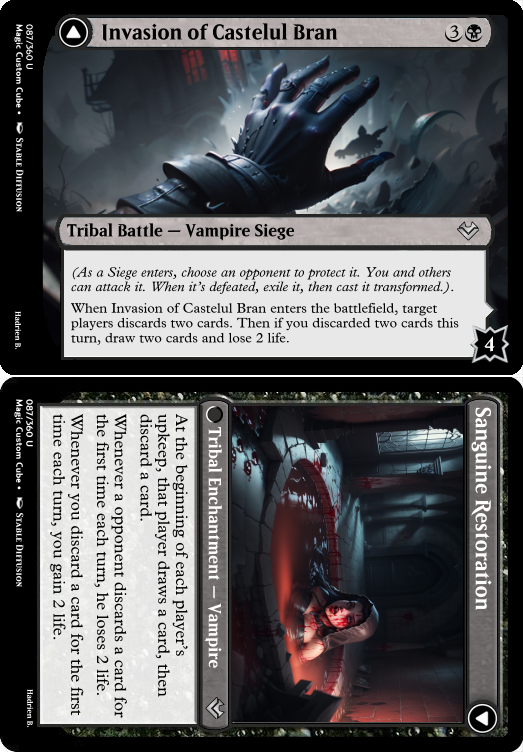 Invasion of Castelul Bran
3
Tribal Battle — Vampire Siege
(As a Siege enters, choose an opponent to protect it. You and others
can attack it. When it's defeated, exile it, then cast it transformed.).
When Invasion of Castelul Bran enters the battlefield, target
players discards two cards. Then if you discarded two cards this
turn, draw two cards and lose 2 life.
4
087/360 U
Magic Custom Cube • STABLE DIFFUSION
Hadrien B.
Sanguine Restoration
Tribal Enchantment — Vampire
At the beginning of each player's
upkeep, that player draws a card, then
discard a card.
Whenever a opponent discards a card for
the first time each turn, he loses 2 life.
Whenever you discard a card for the first
time each turn, you gain 2 life.
087/360 U
Magic Custom Cube • STABLE DIFFUSION
Hadrien B.